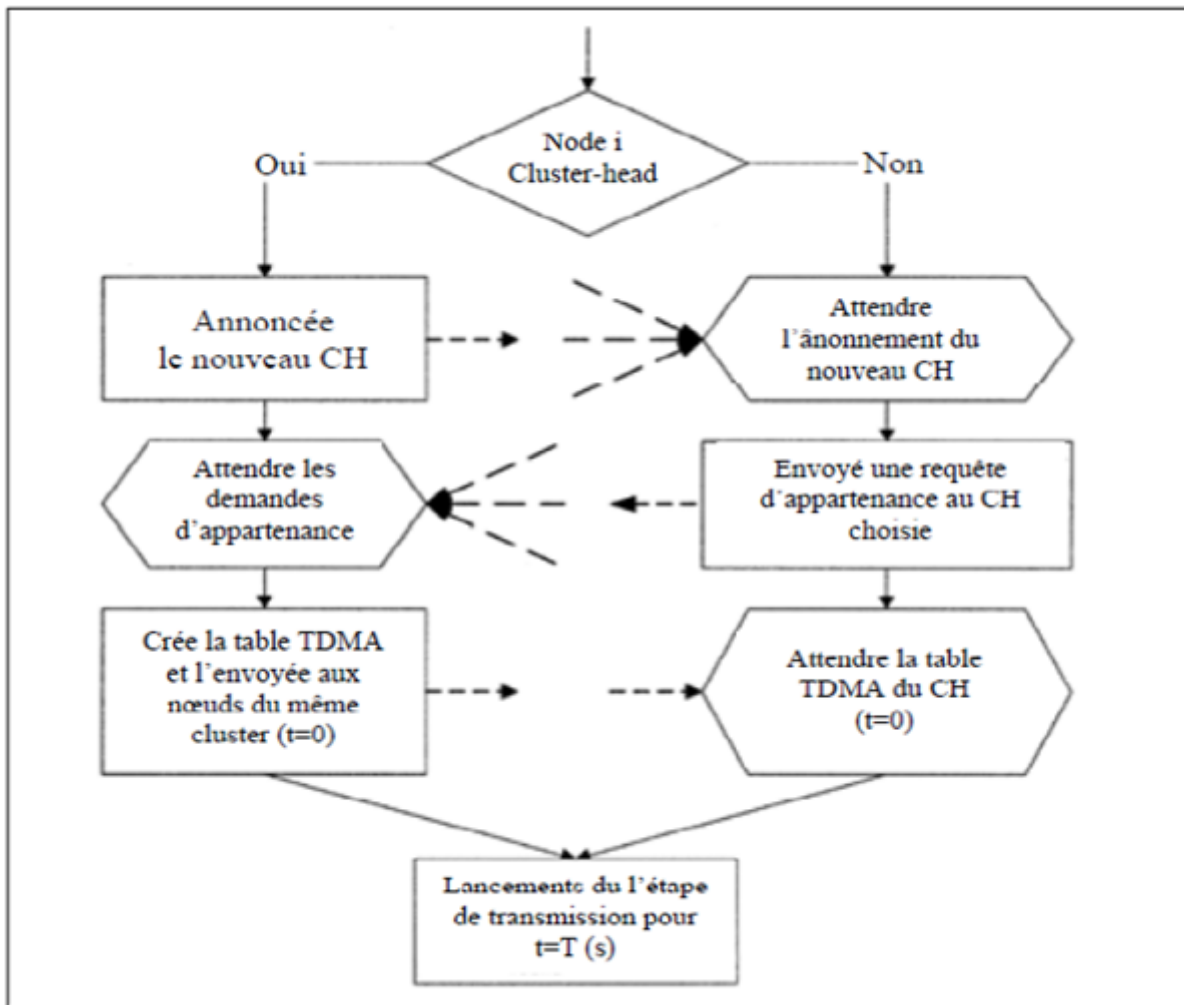 Node i
Cluster-head
Oui
Non
Annoncée
le nouveau CH
Attendre
l'ânonnement du
nouveau CH
Attendre les
demandes
d'appartenance
Envoyé une requête
d'appartenance au CH
choisie
Crée la table TDMA
et l'envoyée aux
nœuds du même
cluster (t=0)
Attendre la table
TDMA du CH
(t=0)
Lancements du l'étape
de transmission pour
t=T (s)